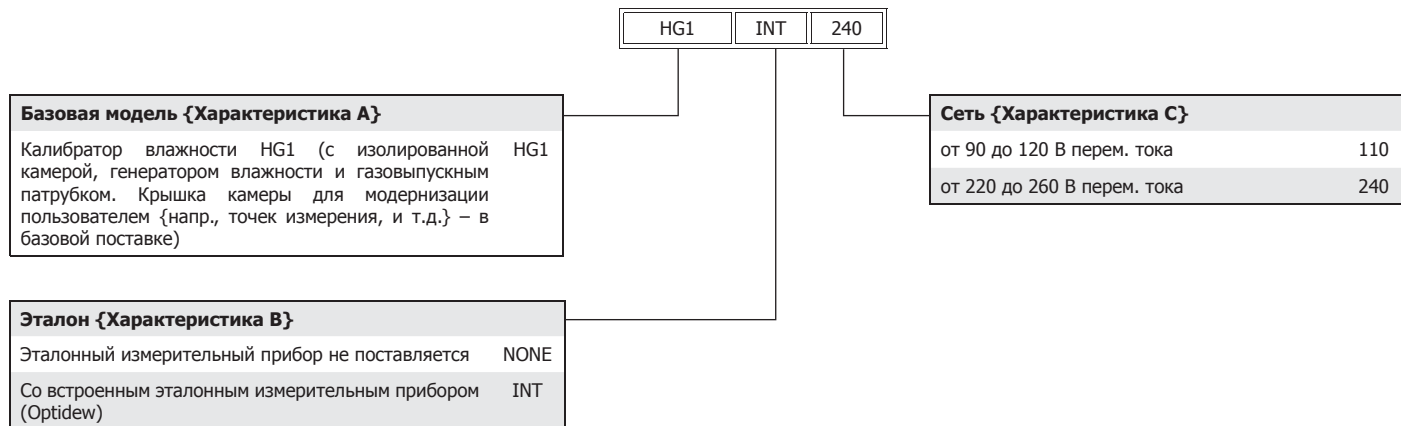 HG1 INT 240
Базовая модель {Характеристика A}
Калибратор влажности HG1 (с изолированной HG1
камерой, генератором влажности и газовыпускным
патрубком. Крышка камеры для модернизации
пользователем {напр., точек измерения, и т.д.} – в
базовой поставке)
Сеть {Характеристика C}
от 90 до 120 В перем. тока 110
от 220 до 260 В перем. тока 240
Эталон {Характеристика B}
Эталонный измерительный прибор не поставляется NONE
Со встроенным эталонным измерительным прибором INT
(Optidew)